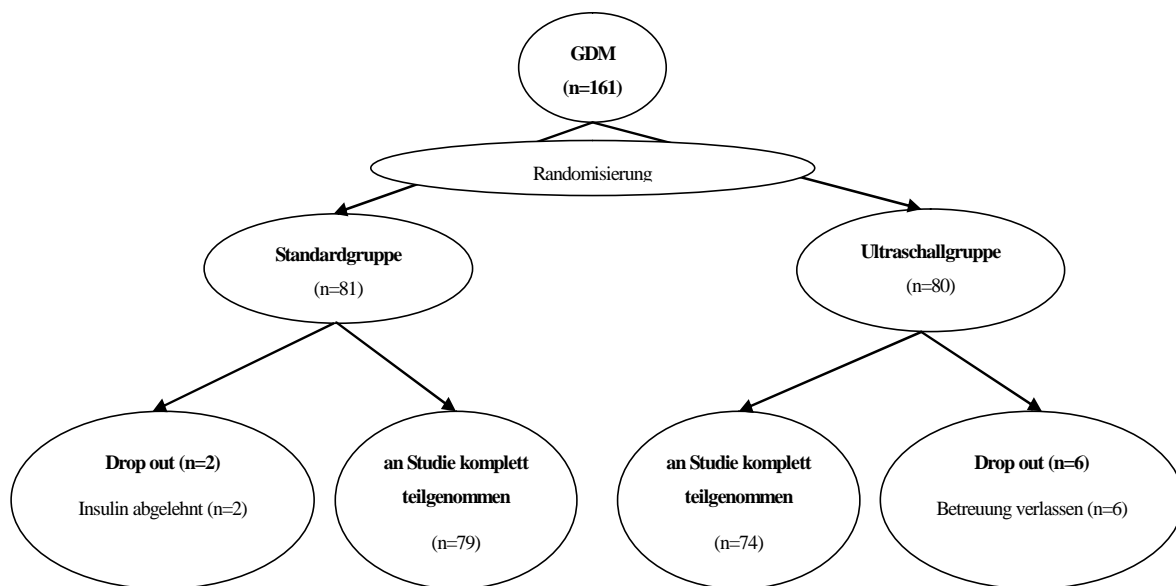 GDM
(n=161)
Randomisierung
Standardgruppe
(n=81)
Ultraschallgruppe
(n=80)
Drop out (n=2)
Insulin abgelehnt (n=2)
an Studie komplett
teilgenommen
(n=79)
an Studie komplett
teilgenommen
(n=74)
Drop out (n=6)
Betreuung verlassen (n=6)